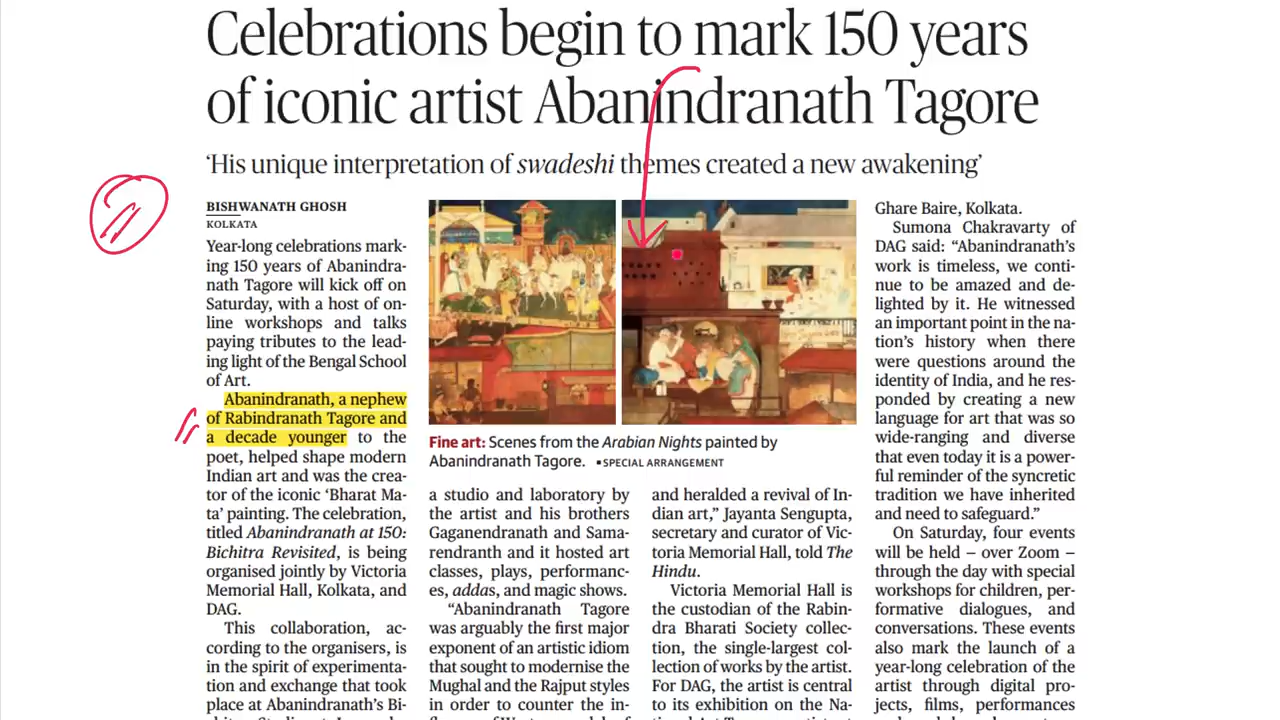 Celebrations begin to mark 150 years
of iconic artist Abanindranath Tagore
‘His unique interpretation of swadeshi themes created a new awakening’
BISHWANATH GHOSH
KOLKATA
Year-long celebrations mark-
ing 150 years of Abanindra-
nath Tagore will kick off on
Saturday, with a host of on-
line workshops and talks
paying tributes to the lead-
ing light of the Bengal School
of Art.
Abanindranath, a nephew
of Rabindranath Tagore and
a decade younger to the
poet, helped shape modern
Indian art and was the crea-
tor of the iconic ‘Bharat Ma-
ta’ painting. The celebration,
titled Abanindranath at 150:
Bichitra Revisited, is being
organised jointly by Victoria
Memorial Hall, Kolkata, and
DAG.
This collaboration, ac-
cording to the organisers, is
in the spirit of experimenta-
tion and exchange that took
place at Abanindranath’s Bi-
Fine art: Scenes from the Arabian Nights painted by
Abanindranath Tagore. ▪SPECIAL ARRANGEMENT
a studio and laboratory by
the artist and his brothers
Gaganendranath and Sama-
rendranth and it hosted art
classes, plays, performanc-
es, addas, and magic shows.
“Abanindranath Tagore
was arguably the first major
exponent of an artistic idiom
that sought to modernise the
Mughal and the Rajput styles
in order to counter the in-
and heralded a revival of In-
dian art,” Jayanta Sengupta,
secretary and curator of Vic-
toria Memorial Hall, told The
Hindu.
Victoria Memorial Hall is
the custodian of the Rabin-
dra Bharati Society collec-
tion, the single-largest col-
lection of works by the artist.
For DAG, the artist is central
to its exhibition on the Na-
Ghare Baire, Kolkata.
Sumona Chakravarty of
DAG said: “Abanindranath’s
work is timeless, we conti-
nue to be amazed and de-
lighted by it. He witnessed
an important point in the na-
tion’s history when there
were questions around the
identity of India, and he res-
ponded by creating a new
language for art that was so
wide-ranging and diverse
that even today it is a power-
ful reminder of the syncretic
tradition we have inherited
and need to safeguard.”
On Saturday, four events
will be held – over Zoom –
through the day with special
workshops for children, per-
formative dialogues, and
conversations. These events
also mark the launch of a
year-long celebration of the
artist through digital pro-
jects, films, performances